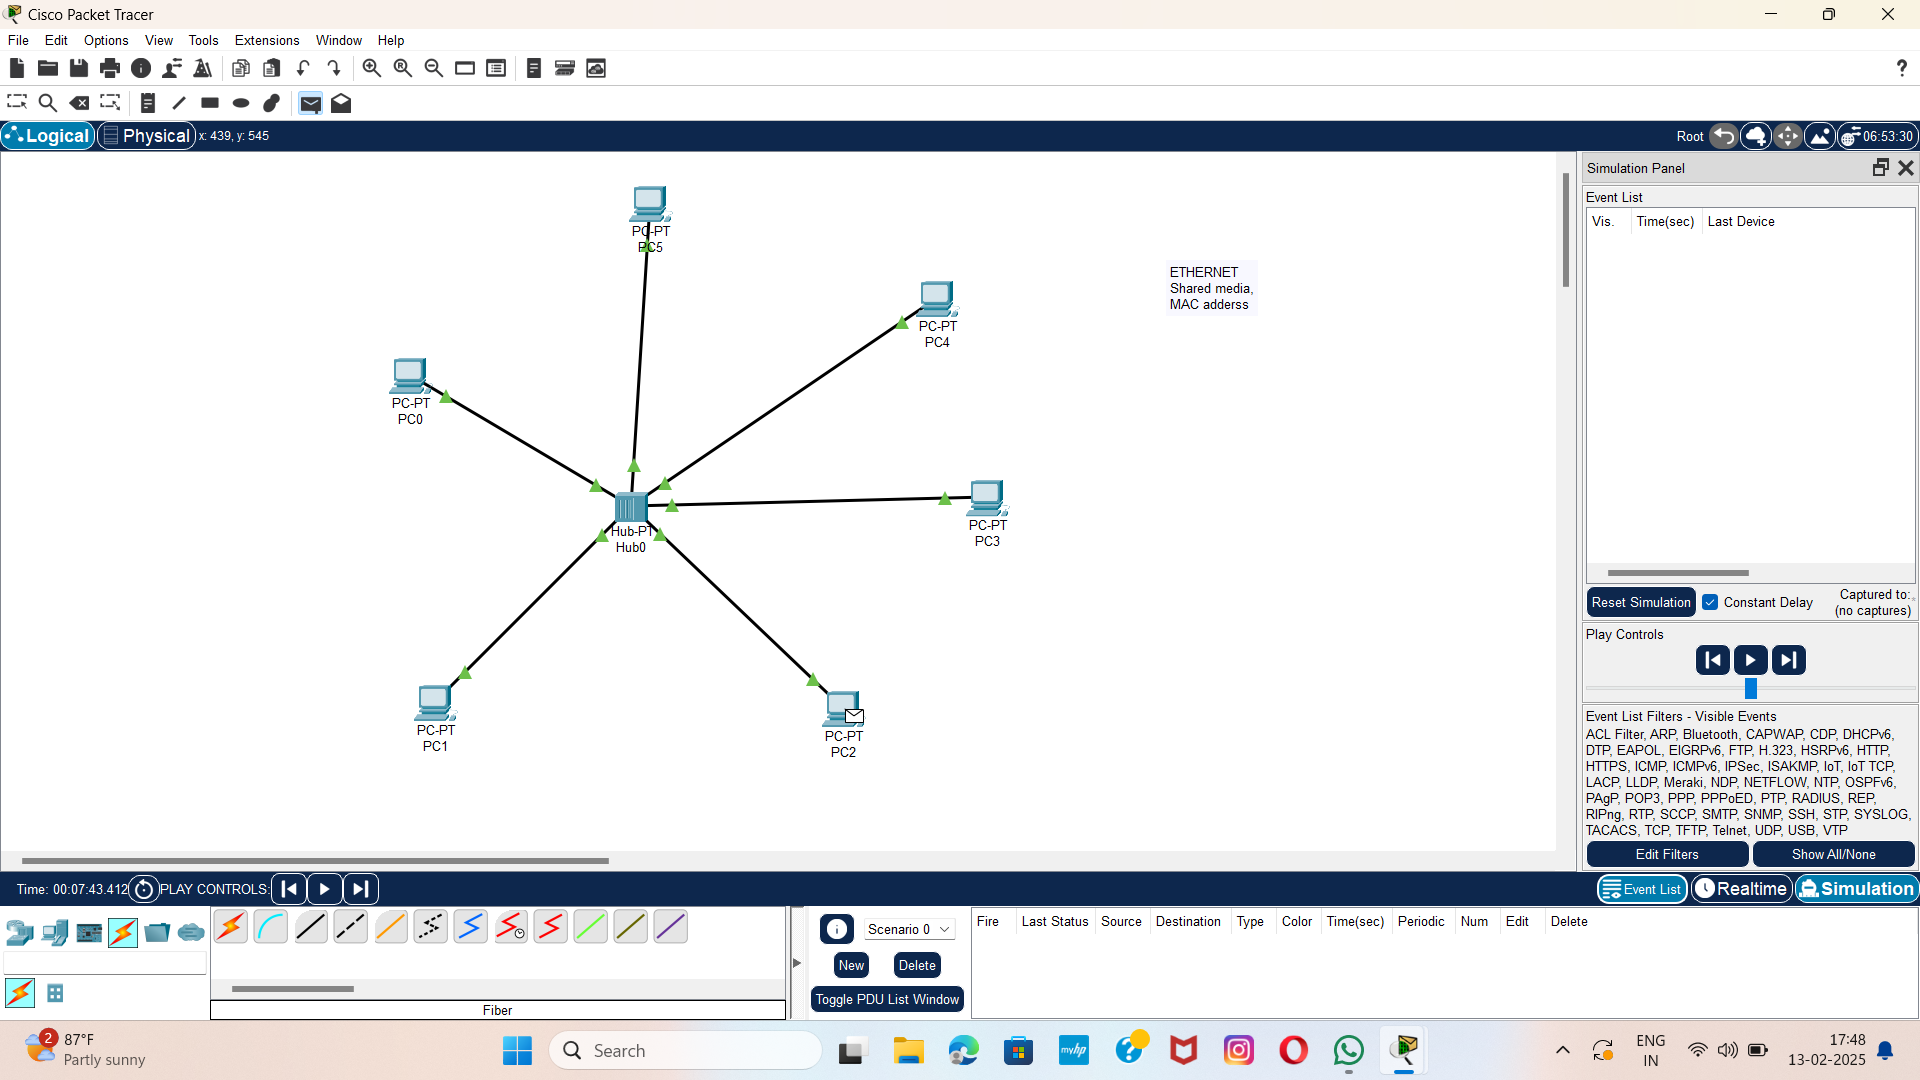 Cisco Packet Tracer
File Edit Options View Tools Extensions Window Help
?
Logical Physical x: 439, y: 545
Root 06:53:30
PC-PT
PC5
PC-PT
PC4
ETHERNET
Shared media,
MAC adderss
PC-PT
PC0
PC-PT
PC3
Hub-PT
Hub0
PC-PT
PC1
PC-PT
PC2
Simulation Panel
Event List
Vis. Time(sec) Last Device
Reset Simulation Constant Delay Captured to:
(no captures)
Play Controls
Event List Filters - Visible Events
ACL Filter, ARP, Bluetooth, CAPWAP, CDP, DHCPv6,
DTP, EAPOL, EIGRPv6, FTP, H.323, HSRPv6, HTTP,
HTTPS, ICMP, ICMPv6, IPSec, ISAKMP, IoT, IoT TCP,
LACP, LLDP, Meraki, NDP, NETFLOW, NTP, OSPFv6,
PAgP, POP3, PPP, PPPoED, PTP, RADIUS, REP,
RIPng, RTP, SCCP, SMTP, SNMP, SSH, STP, SYSLOG,
TACACS, TCP, TFTP, Telnet, UDP, USB, VTP
Edit Filters Show All/None
Time: 00:07:43.412 PLAY CONTROLS:
Event List Realtime Simulation
Scenario 0
New Delete
Toggle PDU List Window
Fire Last Status Source Destination Type Color Time(sec) Periodic Num Edit Delete
Fiber
2
87°F
Partly sunny
Search
myhp
ENG
IN
17:48
13-02-2025